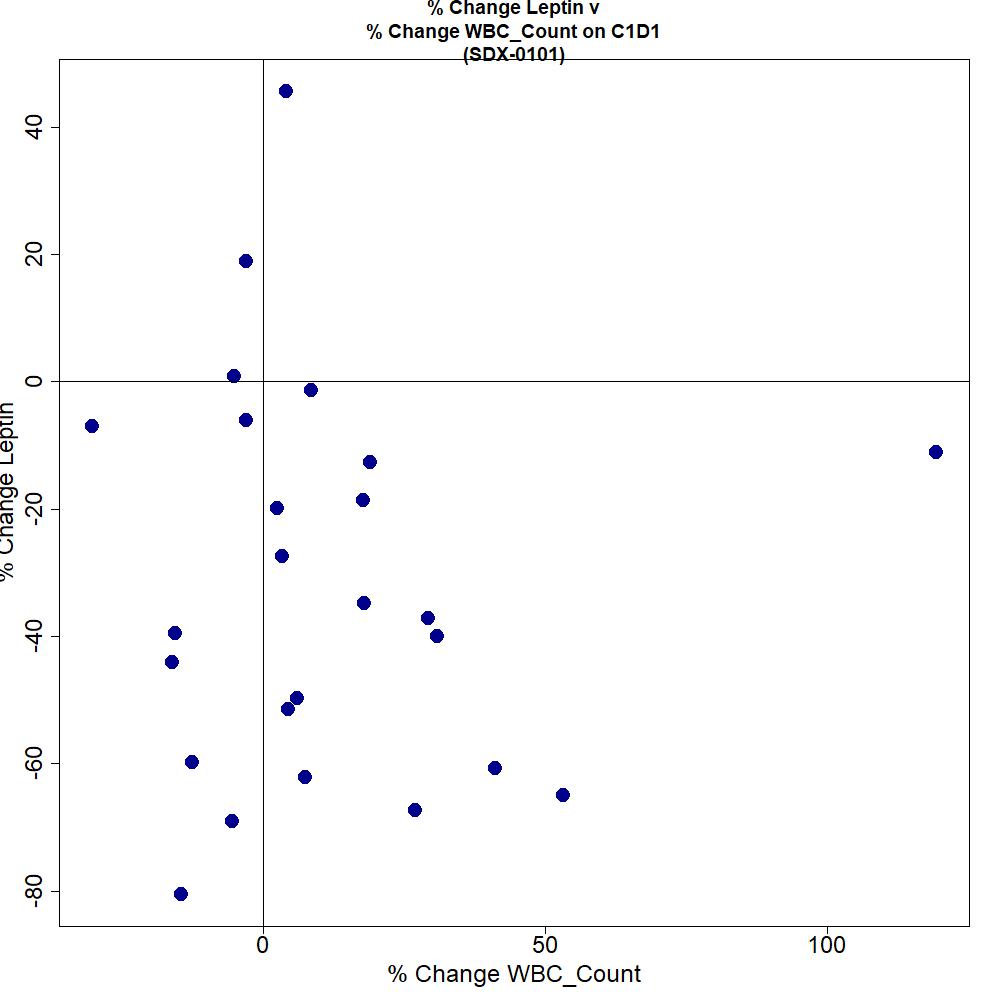 % Change Leptin v
% Change WBC_Count on C1D1
(SDX-0101)
40
20
0
-20
-40
-60
-80
% Change Leptin
0
50
100
% Change WBC_Count